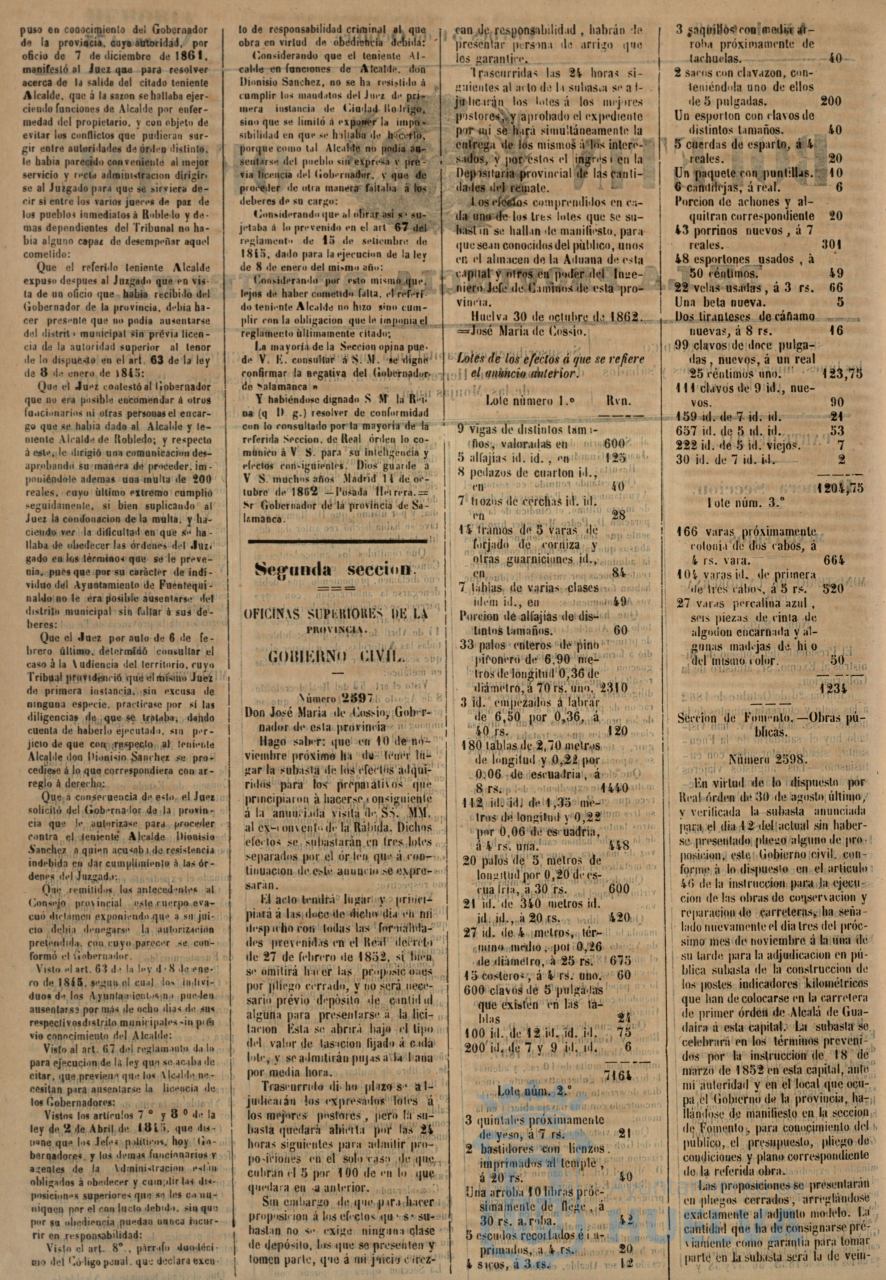 puso en conocimiento del Gobernador
de la provincia, cuya autoridad, por
oficio de 7 de diciembre de 1861,
manifestó al Juez que para resolver
acerca de la salida del citado teniente
Alcalde, que á la sazon se hallaba ejer-
ciendo funciones de Alcalde por enfer-
medad del propietario, y con objeto de
evitar los conflictos que pudieran sur-
gir entre autoridades de órden distinto,
le habia parecido conveniente al mejor
servicio y recta administracion dirigir-
se al Juzgado para que se sirviera de-
cir si entre los varios jueces de paz de
los pueblos inmediatos á Robledo y de-
mas dependientes del Tribunal no ha-
bia alguno capaz de desempeñar aquel
cometido:
Que el referido teniente Alcalde
expuso despues al Juzgado que en vis-
ta de un oficio que habia recibido del
Gobernador de la provincia, debia ha-
cer presente que no podia ausentarse
del distrito municipal sin prévia licen-
cia de la autoridad superior al tenor
de lo dispuesto en el art. 63 de la ley
de 8 de enero de 1845:
Que el Juez contestó al Gobernador
que no era posible encomendar á otros
funcionarios ni otras personas el encar-
go que se habia dado al Alcalde y te-
niente Alcalde de Robledo; y respecto
á este, le dirigió una comunicacion des-
aprobando su manera de proceder, im-
poniéndole ademas una multa de 200
reales, cuyo último extremo cumplió
seguidamente, si bien suplicando al
Juez la condonacion de la multa, y ha-
ciendo ver la dificultad en que se ha-
llaba de obedecer las órdenes del Juz-
gado en los términos que se le preve-
nia, pues que por su carácter de indi-
viduo del Ayuntamiento de Fuentegui-
naldo no le era posible ausentarse del
distrito municipal sin faltar á sus de-
beres:
Que el Juez por auto de 6 de fe-
brero último, determinó consultar el
caso á la Audiencia del territorio, cuyo
Tribual providenció que el mismo Juez
de primera instancia, sin excusa de
ninguna especie, practicase por sí las
diligencias de que se trataba, dando
cuenta de haberlo ejecutado, sin per-
jicio de que con respecto al teniente
Alcalde don Dionisio Sanchez se pro-
cediese á lo que correspondiera con ar-
reglo á derecho:
Que á consecuencia de esto, el Juez
solicitó del Gobernador de la provin-
cia que le autorizase para proceder
contra el teniente Alcalde Dionisio
Sanchez á quien acusaba de resistencia
indebida en dar cumplimiento á las ór-
denes del Juzgado:
Que remitidos los antecedentes al
Consejo provincial este cuerpo eva-
cuó dictamen exponiendo que á su jui-
cio debia denegarse la autorizacion
pretendida, con cuyo parecer se con-
formó el Gobernador.
Visto el art. 63 de la ley de 8 de ene-
ro de 1845, segun el cual los indivi-
duos de los Ayuntamientos no pueden
ausentarse por más de ocho dias de sus
respectivos distrito municipales sin pré-
vio conocimiento del Alcalde:
Visto al art. 67 del reglamento dado
para ejecucion de la ley que se acaba de
citar, que previene que los Alcalde ne-
cesitan para ausentarse la licencia de
los Gobernadores:
Vistos los artículos 7° y 8° de la
ley de 2 de Abril de 1845, que dis-
pone que los Jefes politicos, hoy Go-
bernadores, y los demas funcionarios y
agentes de la Administracion estén
obligados á obedecer y cumplir las dis-
posiciones superiores que se les comu-
niquen por el conducto debido, sin que
por su obediencia puedan nunca incur-
rir en responsabilidad:
Visto el art. 8°, párrafo duodéci-
mo del Código penal, que declara exen-
to de responsabilidad criminal al que
obra en virtud de obediencia debida:
Considerando que el teniente Al-
calde en funciones de Alcalde, don
Dionisio Sanchez, no se ha resistido á
cumplir los mandatos del Juez de pri-
mera instancia de Ciudad Rodrigo,
sino que se limitó á exponer la impo-
sibilidad en que se hallaba de hacerlo,
porque como tal Alcalde no podia au-
sentarse del pueblo sin expresa y pré-
via licencia del Gobernador, y que de
proceder de otra manera faltaba á los
deberes de su cargo:
Considerando que al obrar así se su-
jetaba á lo prevenido en el art 67 del
reglamento de 15 de setiembre de
1845, dado para la ejecucion de la ley
de 8 de enero del mismo año:
Considerando por esto mismo que,
lejos de haber cometido falta, el referi-
do teniente Alcalde no hizo sino cum-
plir con la obligacion que le imponia el
reglamento últimamente citado;
La mayoría de la Seccion opina pue-
de V. E. consultar á S. M. se digne
confirmar la negativa del Gobernador
de Salamanca »
Y habiéndose dignado S M la Rei-
na (q D g.) resolver de conformidad
con lo consultado por la mayoría de la
referida Seccion, de Real órden lo co-
munico á V S. para su inteligencia y
efectos consiguientes. Dios guarde á
V S. muchos años Madrid 14 de oc-
tubre de 1862 —Posada Herrera.=
Sr Gobernador de la provincia de Sa-
lamanca.
Segunda seccion.
OFICINAS SUPERIORES DE LA
PROVINCIA.
GOBIERNO CIVIL.
Número 2597
Don José Maria de Cossio, Gober-
nador de esta provincia
Hago saber: que en 10 de no-
viembre próximo ha de tener lu-
gar la subasta de los efectos adqui-
ridos para los preparativos que
principiaron á hacerse consiguiente
á la anunciada visita de SS. MM.
al ex-convento de la Rábida. Dichos
efectos se subastarán en tres lotes
separados por el órden que á con-
tinuacion de este anuncio se expre-
saran.
El acto tendrá lugar y princi-
piará á las doce de dicho dia en mi
despacho con todas las formalida-
des prevenidas en el Real decreto
de 27 de febrero de 1852, si bien
se omitirá hacer las proposiciones
por pliego cerrado, y no será nece-
sario prévio depósito de cantidad
alguna para presentarse á la lici-
tacion Esta se abrirá bajo el tipo
del valor de tasacion fijado á cada
lote, y se admitirán pujas á la llana
por media hora.
Trascurrido dicho plazo se ad-
judicarán los expresados lotes á
los mejores postores, pero la su-
basta quedará abierta por las 24
horas siguientes para admitir pro-
posiciones en el solo caso de que
cubran el 5 por 100 de en lo que
quedara en la anterior.
Sin embargo de que para hacer
proposicion á los efectos que se su-
bastan no se exige ninguna clase
de depósito, los que se presenten y
tomen parte, que á mi juicio carez-
can de responsabilidad, habrán de
presentar persona de arrigo que
les garantice.
Trascurridas las 24 horas si-
guientes al acto de la subasta se ad-
judicarán los lotes á los mejores
postores, y aprobado el expediente
por mí se hará simultáneamente la
entrega de los mismos á los intere-
sados, y por estos el ingreso en la
Depositaria provincial de las canti-
dades del remate.
Los efectos comprendidos en ca-
da uno de los tres lotes que se su-
bastan se hallan de manifiesto, para
que sean conocidos del público, unos
en el almacen de la Aduana de esta
capital y otros en poder del Inge-
niero Jefe de Caminos de esta pro-
vincia.
Huelva 30 de octubre de 1862.
=José Maria de Cossio.
Lotes de los efectos á que se refiere
el anuncio anterior.
Lote número 1.° Rvn.
9 vigas de distintos tama-
ños, valoradas en 600
5 alfajias id. id., en 125
8 pedazos de cuarton id.,
en 40
7 trozos de cerchas id. id.
en 28
14 tramos de 5 varas de
forjado de corniza y
otras guarniciones id.,
en 84
7 tablas de varias clases
idem id., en 49
Porcion de alfajias de dis-
tintos tamaños. 60
33 palos enteros de pino
piñonero de 6,90 me-
tros de longitud 0,36 de
diámetro, á 70 rs. uno, 2310
3 id. empezados á labrar
de 6,50 por 0,36, á
40 rs. 120
180 tablas de 2,70 metros
de longitud y 0,22 por
0,06 de escuadria, á
8 rs. 1440
112 id. id. de 1,35 me-
tros de longitud y 0,22
por 0,06 de escuadria,
á 4 rs. una. 448
20 palos de 5 metros de
longitud por 0,20 de es-
cuadria, á 30 rs. 600
21 id. de 340 metros id.
id. id., á 20 rs. 420
27 id. de 4 metros, tér-
mino medio, por 0,26
de diámetro, á 25 rs. 675
15 costeros, á 4 rs. uno. 60
600 clavos de 5 pulgadas
que existen en las ta-
blas 24
100 id. de 12 id. id. id. 75
200 id. de 7 y 9 id. id. 6
7164
Lote núm. 2.°
3 quintales próximamente
de yeso, á 7 rs. 21
2 bastidores con lienzos
imprimados al temple,
á 20 rs. 40
Una arroba 10 libras próc-
simamente de flege, á
30 rs. aroba. 42
5 escudos recortados é im-
primados, á 4 rs. 20
4 sacos, á 3 rs. 12
3 saquillos con media ar-
roba próximamente de
tachuelas. 40
2 sacos con clavazon, con-
teniéndola uno de ellos
de 5 pulgadas. 200
Un esporton con clavos de
distintos tamaños. 40
5 cuerdas de esparto, á 4
reales. 20
Un paquete con puntillas. 10
6 candilejas, á real. 6
Porcion de achones y al-
quitran correspondiente 20
43 porrinos nuevos, á 7
reales. 301
48 esportones usados, á
50 céntimos. 49
22 velas usadas, á 3 rs. 66
Una beta nueva. 5
Dos tirantetes de cáñamo
nuevas, á 8 rs. 16
99 clavos de doce pulga-
das, nuevos, á un real
25 céntimos uno. 123,75
111 clavos de 9 id., nue-
vos. 90
159 id. de 7 id. id. 24
657 id. de 5 id. id. 53
222 id. de 5 id. viejos. 7
30 id. de 7 id. id. 2
1204,75
Lote núm. 3.°
166 varas próximamente
colonia de dos cabos, á
4 rs. vara. 664
104 varas id. de primera
de tres cabos, á 5 rs. 520
27 varas percalina azul,
seis piezas de cinta de
algodon encarnada y al-
gunas madejas de hilo
del mismo color. 50
1234
Seccion de Fomento.—Obras pú-
blicas.
Número 2598.
En virtud de lo dispuesto por
Real órden de 30 de agosto último,
y verificada la subasta anunciada
para el dia 12 del actual sin haber-
se presentado pliego alguno de pro-
posicion, este Gobierno civil, con-
forme á lo dispuesto en el artículo
46 de la instruccion para la ejecu-
cion de las obras de conservacion y
reparacion de carreteras, ha seña-
lado nuevamente el dia tres del próc-
simo mes de noviembre á la una de
su tarde para la adjudicacion en pú-
blica subasta de la construccion de
los postes indicadores kilométricos
que han de colocarse en la carretera
de primer órden de Alcalá de Gua-
daira á esta capital. La subasta se
celebrará en los términos preveni-
dos por la instruccion de 18 de
marzo de 1852 en esta capital, ante
mi autoridad y en el local que ocu-
pa el Gobierno de la provincia, ha-
llándose de manifiesto en la seccion
de Fomento, para conocimiento del
público, el presupuesto, pliego de
condiciones y plano correspondiente
de la referida obra.
Las proposiciones se presentarán
en pliegos cerrados, arreglándose
exactamente al adjunto modelo. La
cantidad que ha de consignarse pré-
viamente como garantia para tomar
parte en la subasta será la de vein-